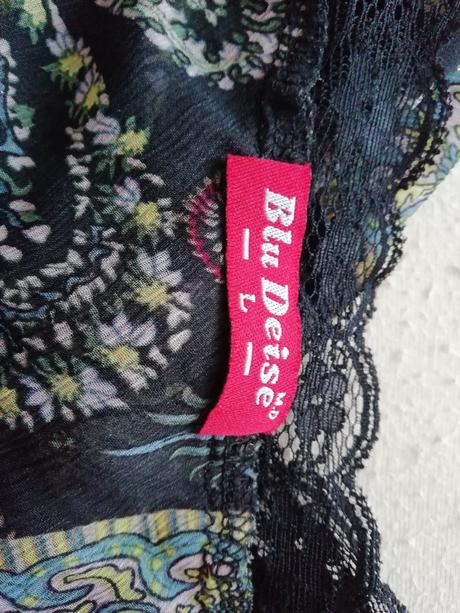 Blu Deise M.D
— L —